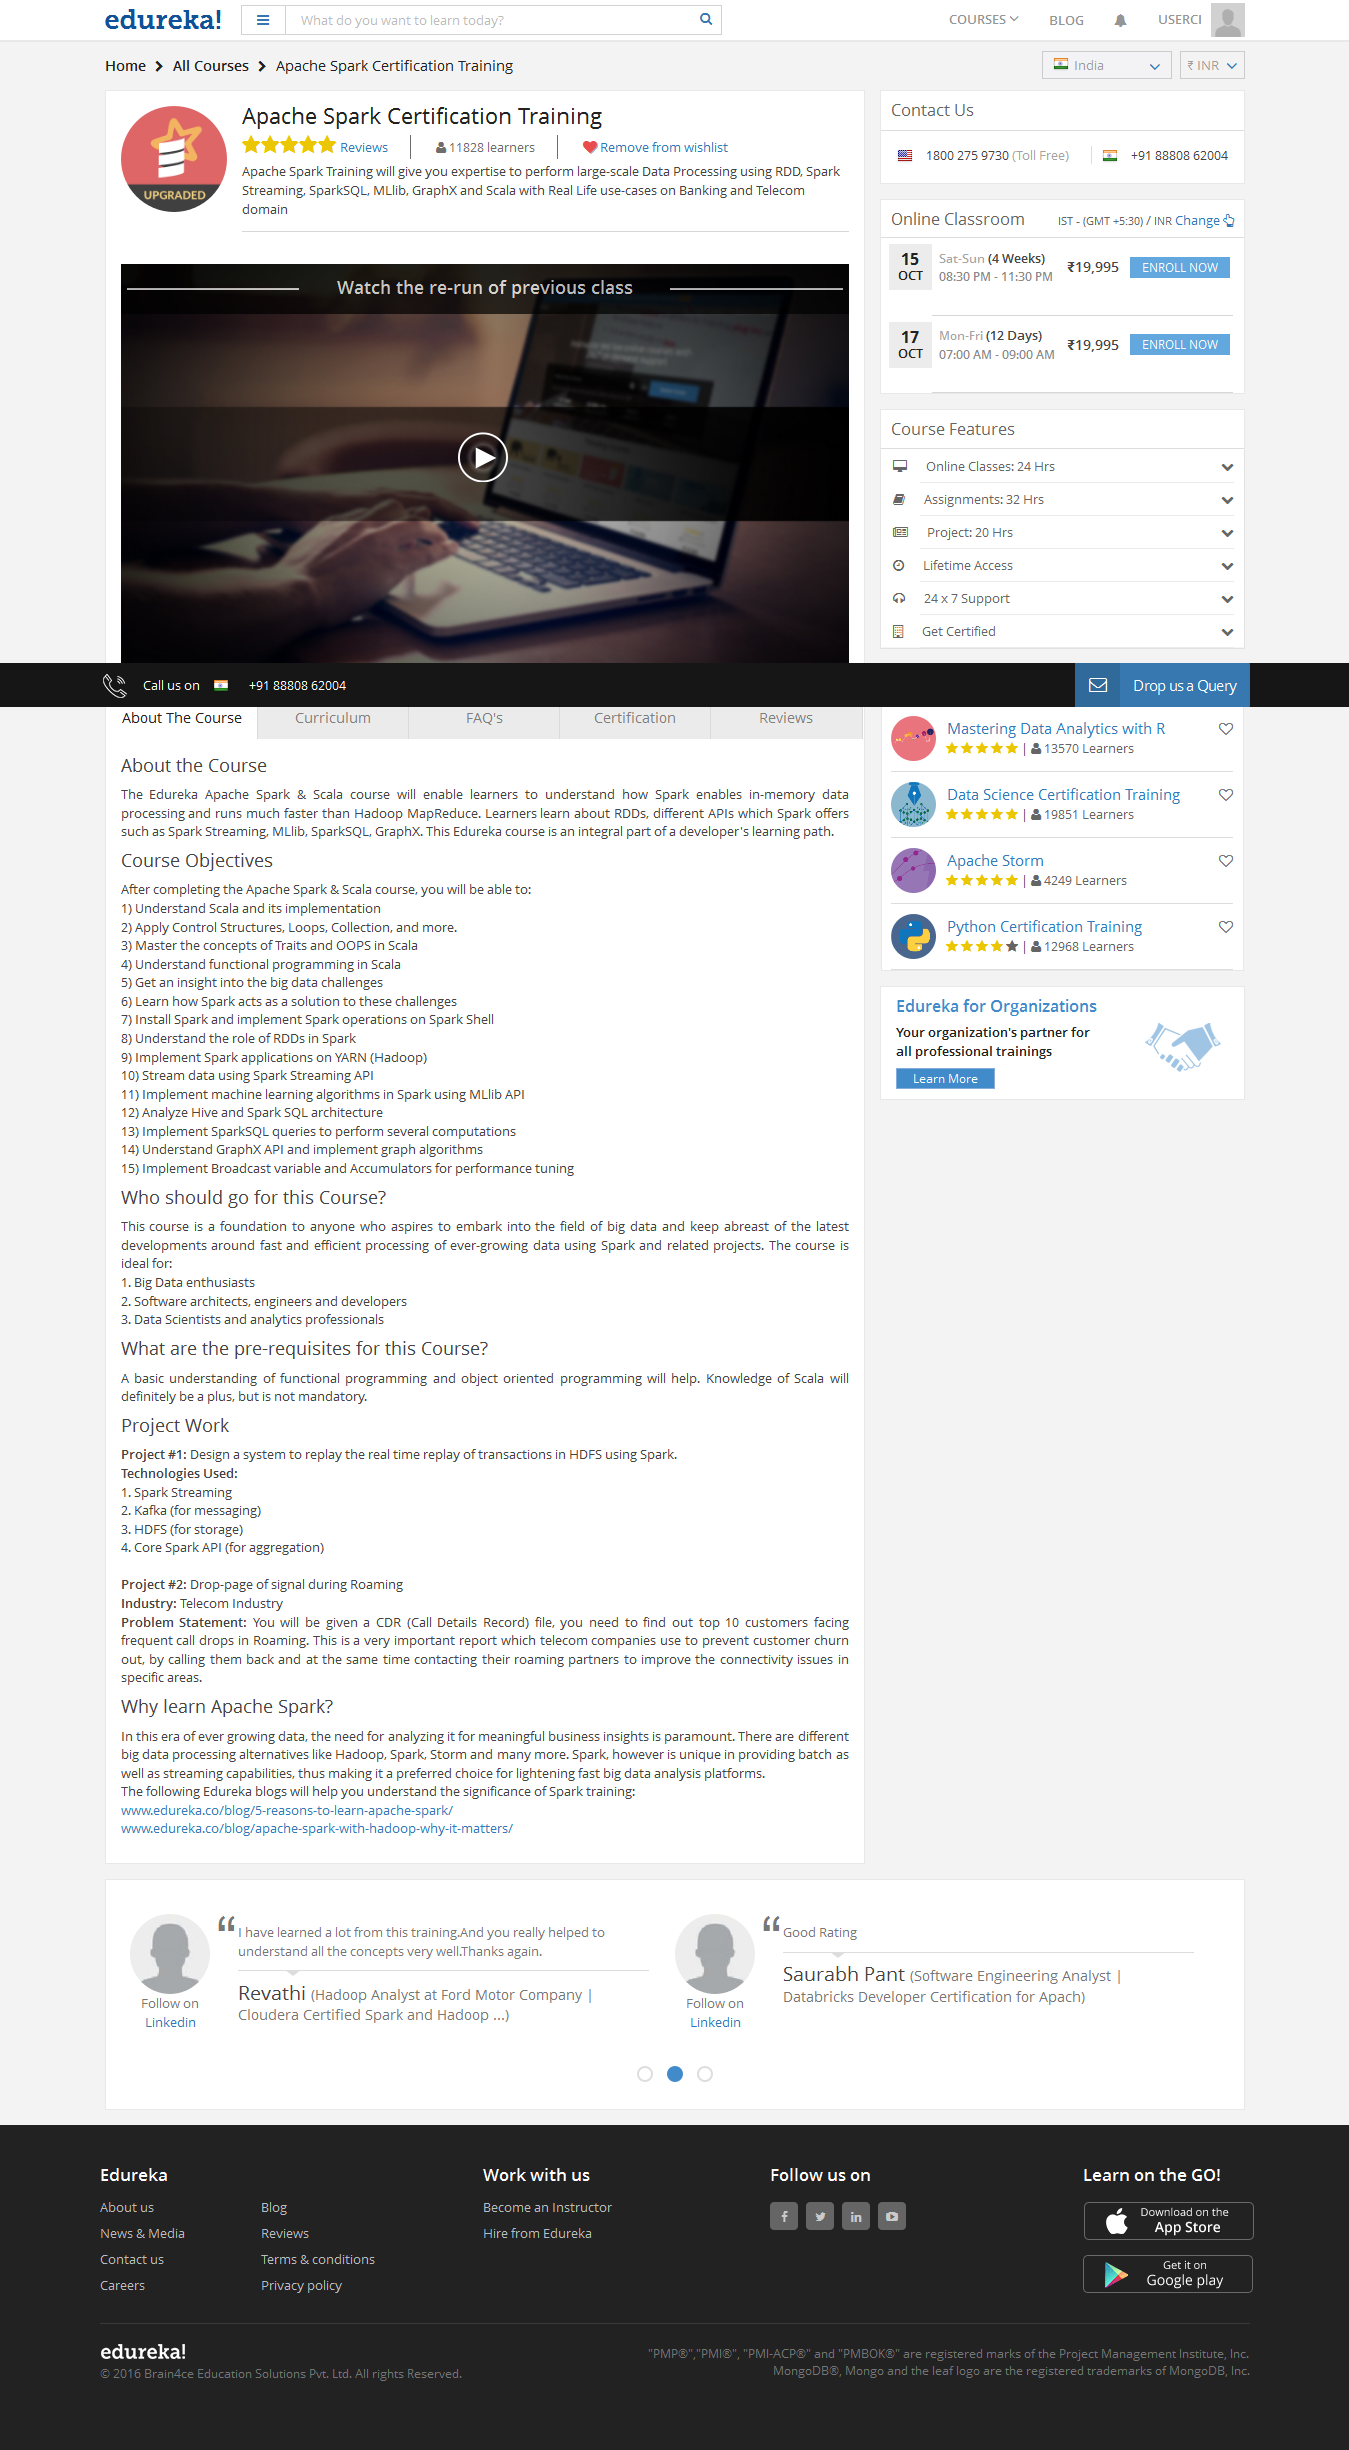 edureka!
What do you want to learn today?
COURSES
BLOG
USERCI
Home
All Courses
Apache Spark Certification Training
India
₹ INR
UPGRADED
Apache Spark Certification Training
Reviews
11828 learners
Remove from wishlist
Apache Spark Training will give you expertise to perform large-scale Data Processing using RDD, Spark
Streaming, SparkSQL, MLlib, GraphX and Scala with Real Life use-cases on Banking and Telecom
domain
Watch the re-run of previous class
Contact Us
1800 275 9730 (Toll Free)
+91 88808 62004
Online Classroom
IST - (GMT +5:30) / INR Change
15
OCT
Sat-Sun (4 Weeks)
08:30 PM - 11:30 PM
₹19,995
ENROLL NOW
17
OCT
Mon-Fri (12 Days)
07:00 AM - 09:00 AM
₹19,995
ENROLL NOW
Course Features
Online Classes: 24 Hrs
Assignments: 32 Hrs
Project: 20 Hrs
Lifetime Access
24 x 7 Support
Get Certified
Call us on
+91 88808 62004
Drop us a Query
About The Course
Curriculum
FAQ's
Certification
Reviews
About the Course
The Edureka Apache Spark & Scala course will enable learners to understand how Spark enables in-memory data
processing and runs much faster than Hadoop MapReduce. Learners learn about RDDs, different APIs which Spark offers
such as Spark Streaming, MLlib, SparkSQL, GraphX. This Edureka course is an integral part of a developer's learning path.
Course Objectives
After completing the Apache Spark & Scala course, you will be able to:
1) Understand Scala and its implementation
2) Apply Control Structures, Loops, Collection, and more.
3) Master the concepts of Traits and OOPS in Scala
4) Understand functional programming in Scala
5) Get an insight into the big data challenges
6) Learn how Spark acts as a solution to these challenges
7) Install Spark and implement Spark operations on Spark Shell
8) Understand the role of RDDs in Spark
9) Implement Spark applications on YARN (Hadoop)
10) Stream data using Spark Streaming API
11) Implement machine learning algorithms in Spark using MLlib API
12) Analyze Hive and Spark SQL architecture
13) Implement SparkSQL queries to perform several computations
14) Understand GraphX API and implement graph algorithms
15) Implement Broadcast variable and Accumulators for performance tuning
Who should go for this Course?
This course is a foundation to anyone who aspires to embark into the field of big data and keep abreast of the latest
developments around fast and efficient processing of ever-growing data using Spark and related projects. The course is
ideal for:
1. Big Data enthusiasts
2. Software architects, engineers and developers
3. Data Scientists and analytics professionals
What are the pre-requisites for this Course?
A basic understanding of functional programming and object oriented programming will help. Knowledge of Scala will
definitely be a plus, but is not mandatory.
Project Work
Project #1: Design a system to replay the real time replay of transactions in HDFS using Spark.
Technologies Used:
1. Spark Streaming
2. Kafka (for messaging)
3. HDFS (for storage)
4. Core Spark API (for aggregation)
Project #2: Drop-page of signal during Roaming
Industry: Telecom Industry
Problem Statement: You will be given a CDR (Call Details Record) file, you need to find out top 10 customers facing
frequent call drops in Roaming. This is a very important report which telecom companies use to prevent customer churn
out, by calling them back and at the same time contacting their roaming partners to improve the connectivity issues in
specific areas.
Why learn Apache Spark?
In this era of ever growing data, the need for analyzing it for meaningful business insights is paramount. There are different
big data processing alternatives like Hadoop, Spark, Storm and many more. Spark, however is unique in providing batch as
well as streaming capabilities, thus making it a preferred choice for lightening fast big data analysis platforms.
The following Edureka blogs will help you understand the significance of Spark training:
www.edureka.co/blog/5-reasons-to-learn-apache-spark/
www.edureka.co/blog/apache-spark-with-hadoop-why-it-matters/
Mastering Data Analytics with R
| 13570 Learners
Data Science Certification Training
| 19851 Learners
Apache Storm
| 4249 Learners
Python Certification Training
| 12968 Learners
Edureka for Organizations
Your organization's partner for
all professional trainings
Learn More
“ I have learned a lot from this training.And you really helped to
understand all the concepts very well.Thanks again.
Revathi (Hadoop Analyst at Ford Motor Company |
Cloudera Certified Spark and Hadoop ...)
Follow on
Linkedin
“ Good Rating
Saurabh Pant (Software Engineering Analyst |
Databricks Developer Certification for Apach)
Follow on
Linkedin
Edureka
About us
News & Media
Contact us
Careers
Blog
Reviews
Terms & conditions
Privacy policy
Work with us
Become an Instructor
Hire from Edureka
Follow us on
Learn on the GO!
Download on the
App Store
Get it on
Google play
edureka!
© 2016 Brain4ce Education Solutions Pvt. Ltd. All rights Reserved.
"PMP®","PMI®", "PMI-ACP®" and "PMBOK®" are registered marks of the Project Management Institute, Inc.
MongoDB®, Mongo and the leaf logo are the registered trademarks of MongoDB, Inc.